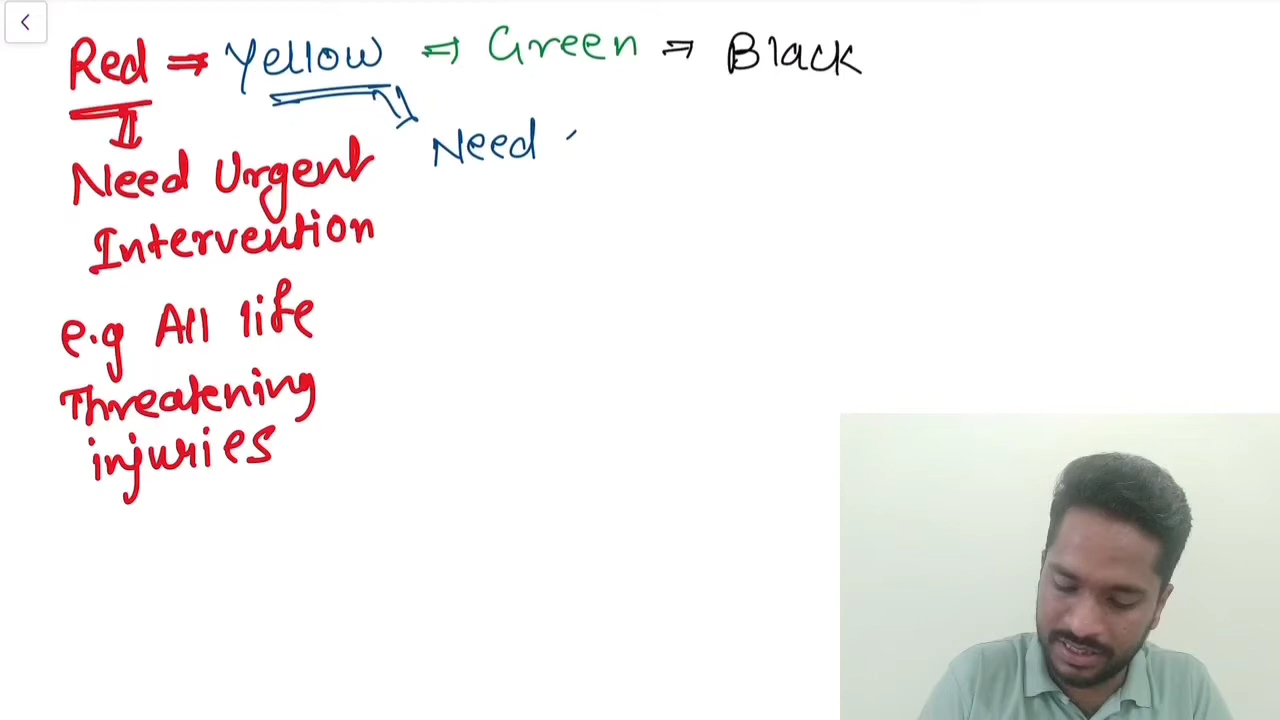 Red ⇒ Yellow ⇒ Green ⇒ Black
Need Urgent
Intervention
e.g All life
Threatening
injuries
Need